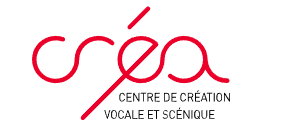 créa
CENTRE DE CRÉATION
VOCALE ET SCÉNIQUE